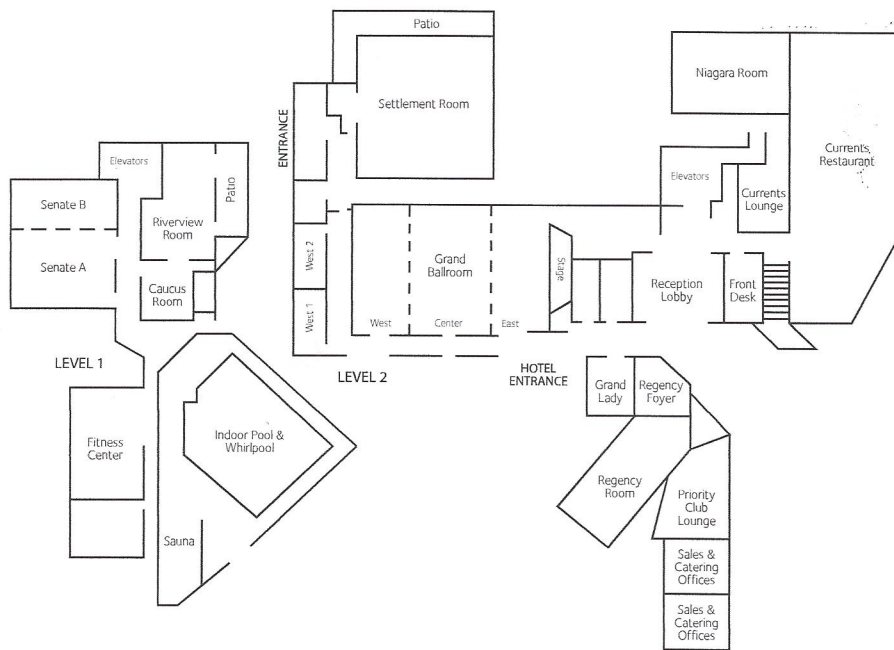 Patio
Settlement Room
ENTRANCE
Niagara Room
Currents
Restaurant
Elevators
Currents
Lounge
Elevators
Senate B
Riverview
Room
Patio
Senate A
Caucus
Room
West 2
West 1
Grand
Ballroom
West
Center
East
Stage
Reception
Lobby
Front
Desk
LEVEL 1
LEVEL 2
HOTEL
ENTRANCE
Grand
Lady
Regency
Foyer
Fitness
Center
Indoor Pool &
Whirlpool
Regency
Room
Priority
Club
Lounge
Sauna
Sales &
Catering
Offices
Sales &
Catering
Offices